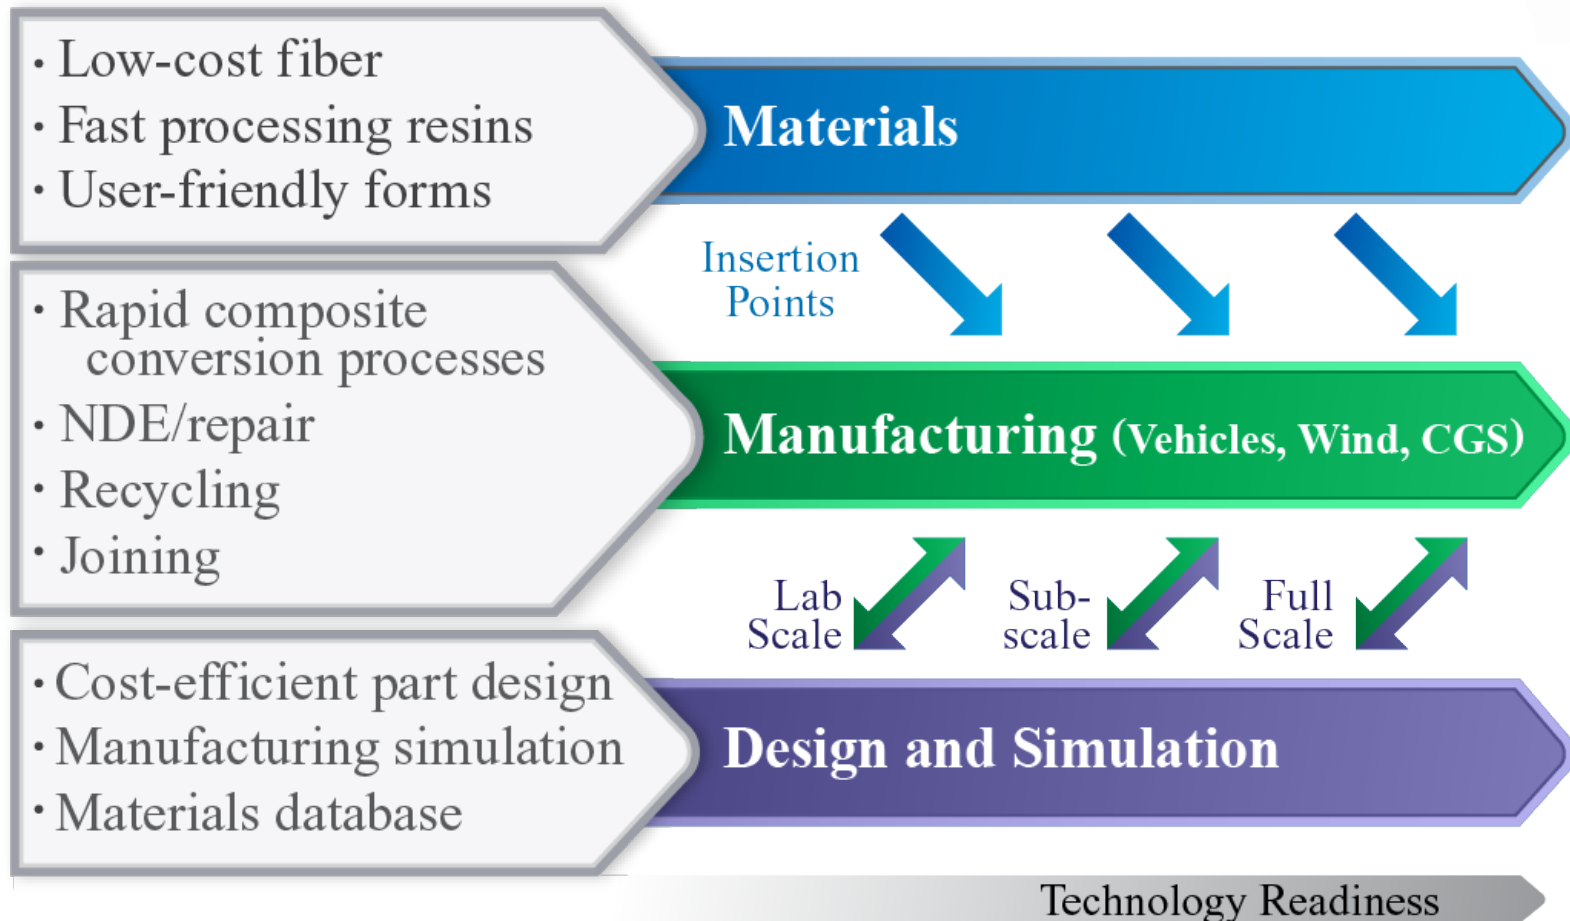 · Low-cost fiber
· Fast processing resins
· User-friendly forms
Materials
Insertion
Points
· Rapid composite
conversion processes
· NDE/repair
· Recycling
· Joining
Manufacturing (Vehicles, Wind, CGS)
Lab
Scale
Sub-
scale
Full
Scale
· Cost-efficient part design
· Manufacturing simulation
· Materials database
Design and Simulation
Technology Readiness